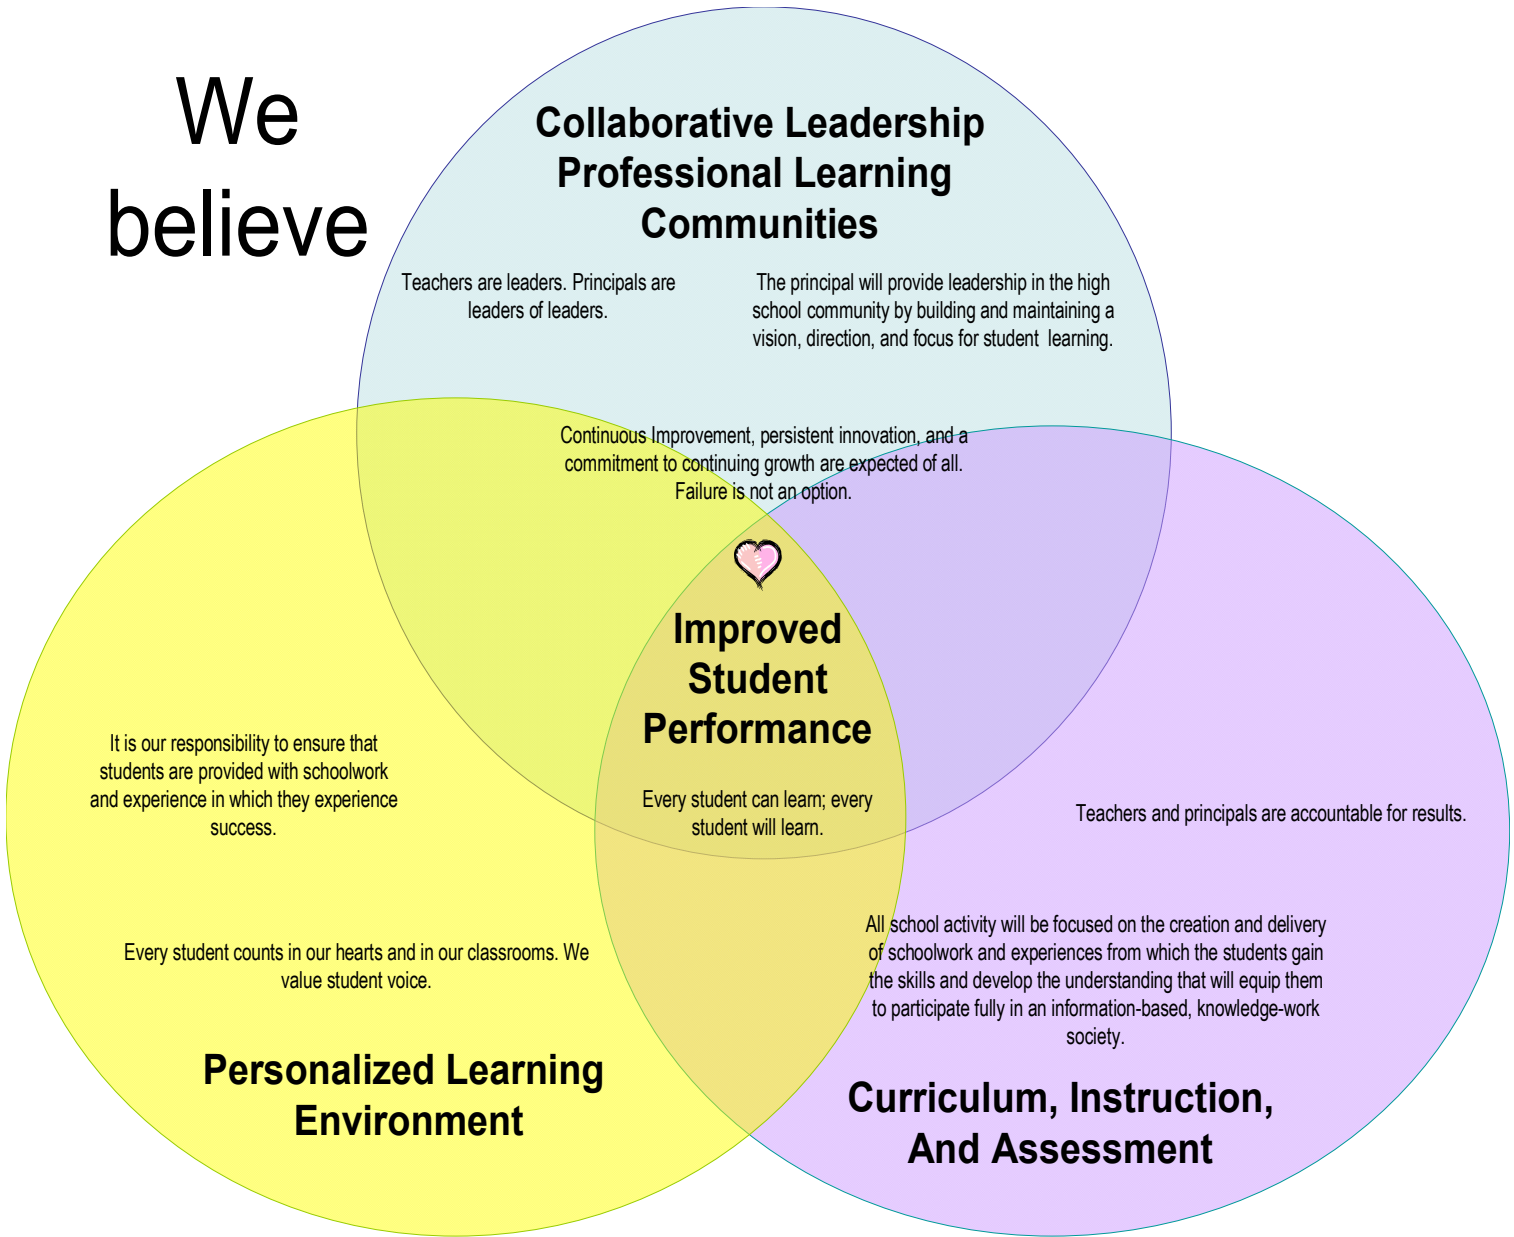 We
believe
Collaborative Leadership
Professional Learning
Communities
Teachers are leaders. Principals are
leaders of leaders.
The principal will provide leadership in the high
school community by building and maintaining a
vision, direction, and focus for student learning.
Continuous Improvement, persistent innovation, and a
commitment to continuing growth are expected of all.
Failure is not an option.
Improved
Student
Performance
Every student can learn; every
student will learn.
It is our responsibility to ensure that
students are provided with schoolwork
and experience in which they experience
success.
Every student counts in our hearts and in our classrooms. We
value student voice.
Personalized Learning
Environment
Teachers and principals are accountable for results.
All school activity will be focused on the creation and delivery
of schoolwork and experiences from which the students gain
the skills and develop the understanding that will equip them
to participate fully in an information-based, knowledge-work
society.
Curriculum, Instruction,
And Assessment